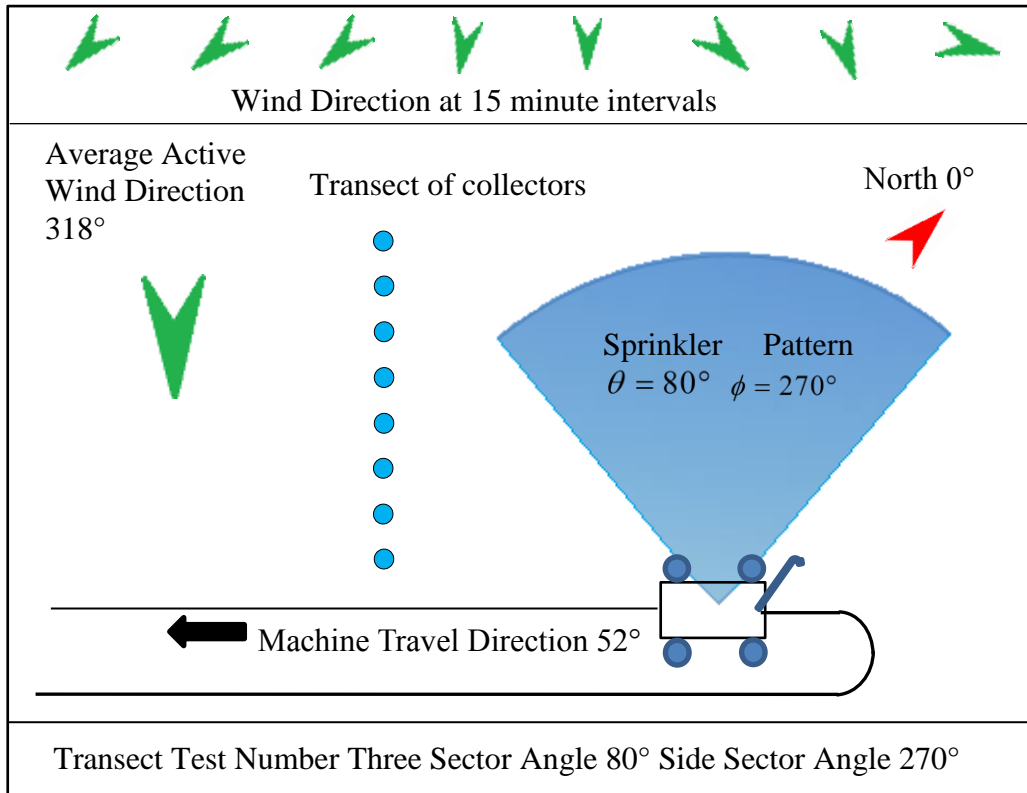 Wind Direction at 15 minute intervals
Average Active
Wind Direction
318°
Transect of collectors
North 0°
Sprinkler Pattern
θ = 80° ϕ = 270°
Machine Travel Direction 52°
Transect Test Number Three Sector Angle 80° Side Sector Angle 270°